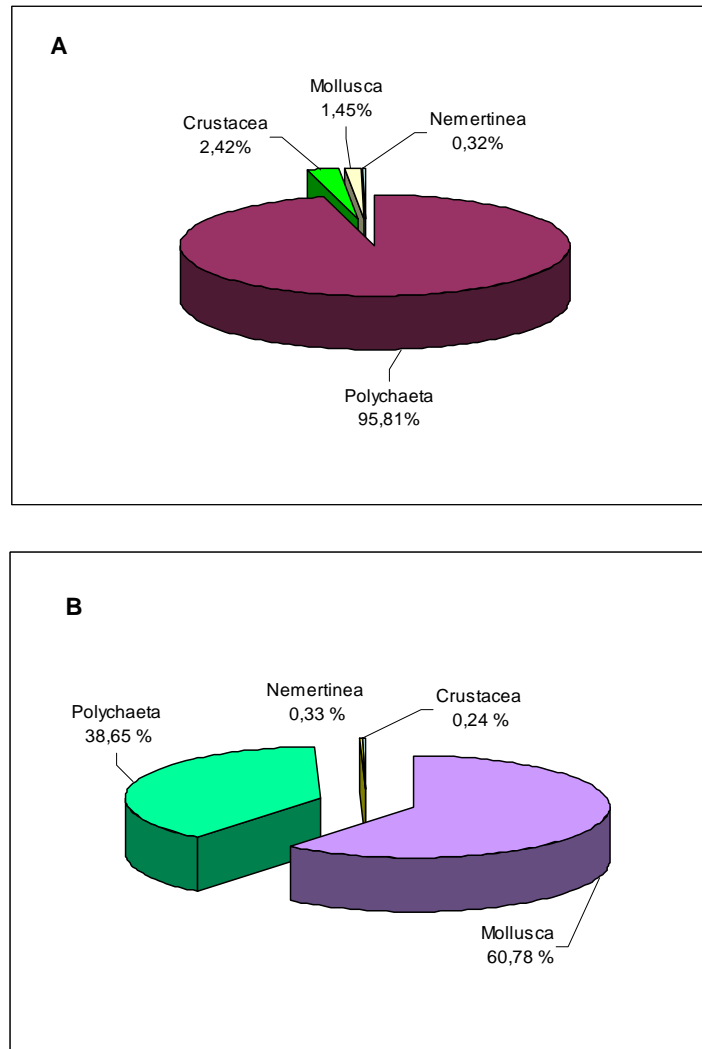 A
Mollusca
1,45%
Nemertinea
0,32%
Crustacea
2,42%
Polychaeta
95,81%
B
Nemertinea
0,33 %
Crustacea
0,24 %
Polychaeta
38,65 %
Mollusca
60,78 %